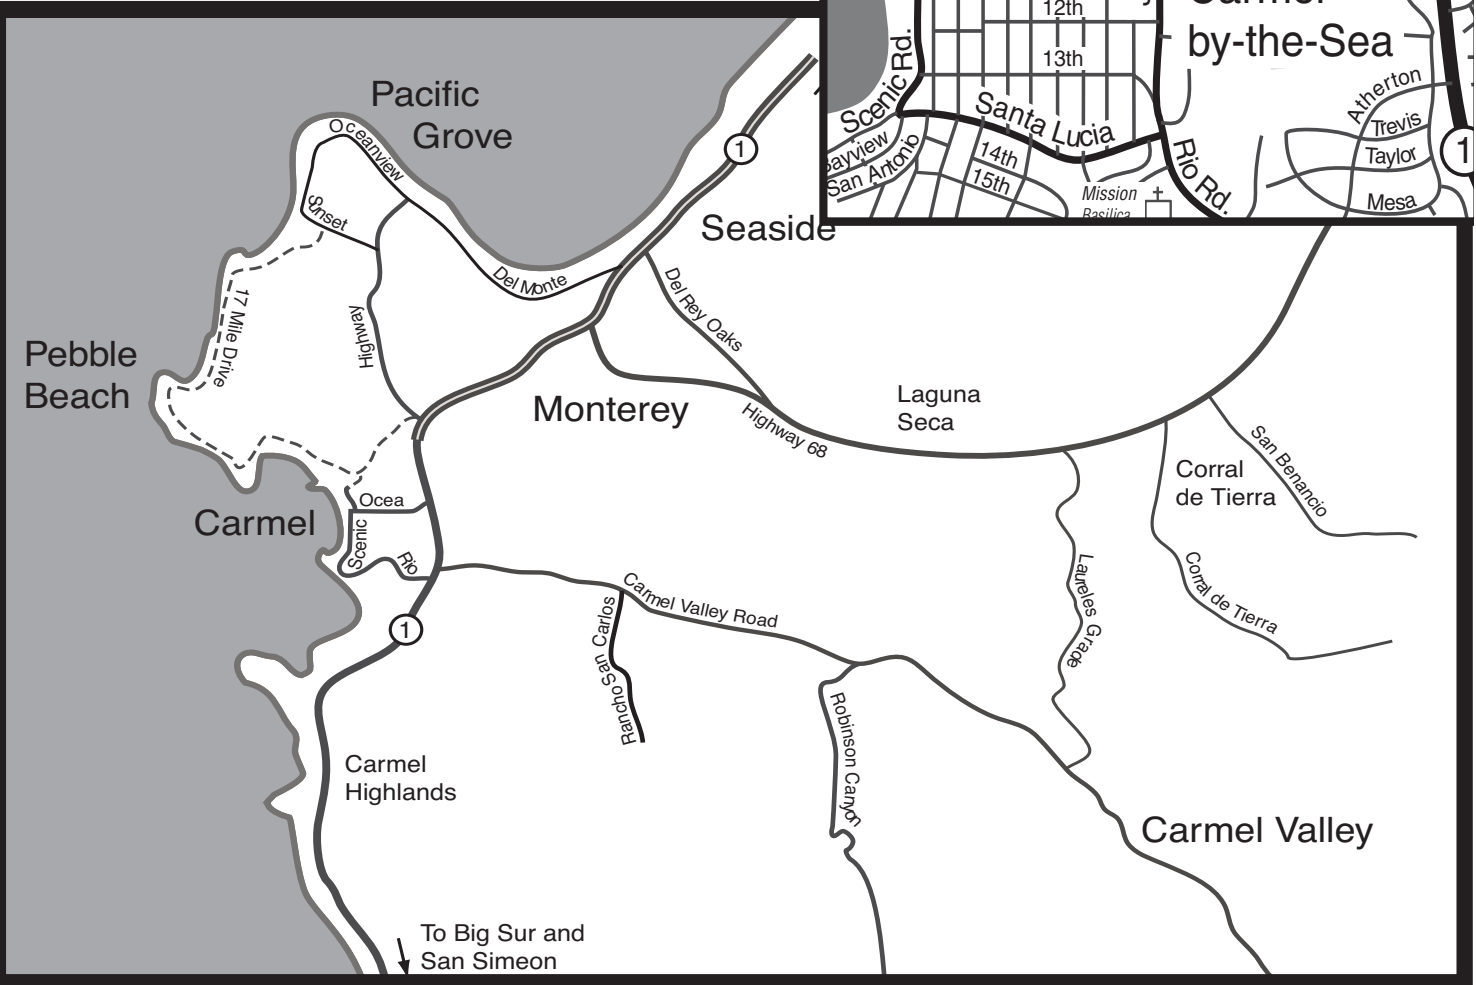 12th
Carmel
by-the-Sea
13th
Scenic Rd.
Santa Lucia
Atherton
Trevis
Taylor
Mesa
1
Bayview
San Antonio
14th
15th
Rio Rd.
Mission
Basilica
Pacific
Grove
Oceanview
Sunset
1
Seaside
Del Monte
Del Rey Oaks
17 Mile Drive
Highway
Pebble
Beach
Monterey
Highway 68
Laguna
Seca
San Benancio
Corral
de Tierra
Corral de Tierra
Laureles Grade
Carmel
Ocea
Scenic
Rio
1
Carmel Valley Road
Rancho San Carlos
Robinson Canyon
Carmel
Highlands
Carmel Valley
To Big Sur and
San Simeon